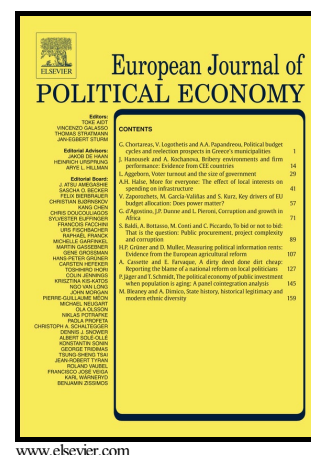 ELSEVIER
European Journal of
POLITICAL ECONOMY
Editors:
TOKE AIDT
VINCENZO GALASSO
THOMAS STRATMANN
JAN-EGBERT STURM
Editorial Advisors:
JAKOB DE HAAN
HEINRICH URSPRUNG
ARYE L. HILLMAN
Editorial Board:
J. ATSU AMEGASHIE
SASCHA O. BECKER
FELIX BIERBRAUER
CHRISTIAN BJØRNSKOV
KANG CHEN
CHRIS DOUCOULIAGOS
SYLVESTER EIJFFINGER
FRANCOIS FACCHINI
URS FISCHBACHER
RAPHAËL FRANCK
MICHELE GARFINKEL
MARTIN GASSEBNER
GENE GROSSMAN
HANS-PETER GRÜNER
CARSTEN HEFEKER
TOSHIHIRO IHORI
COLIN JENNINGS
KRISZTINA KIS-KATOS
NGO VAN LONG
JOHN MORGAN
PIERRE-GUILLAUME MÉON
MICHAEL NEUGART
OLA OLSSON
NIKLAS POTRAFKE
PAOLA PROFETA
CHRISTOPH A. SCHALTEGGER
DENNIS J. SNOWER
ALBERT SOLÉ-OLLÉ
KONSTANTIN SONIN
GEORGE TRIDIMAS
TSUNG-SHENG TSAI
JEAN-ROBERT TYRAN
ROLAND VAUBEL
FRANCISCO JOSÉ VEIGA
KARL WÄRNERYD
BENJAMIN ZISSIMOS
CONTENTS
G. Chortareas, V. Logothetis and A.A. Papandreou, Political budget
cycles and reelection prospects in Greece's municipalities 1
J. Hanousek and A. Kochanova, Bribery environments and firm
performance: Evidence from CEE countries 14
L. Aggeborn, Voter turnout and the size of government 29
A.H. Halse, More for everyone: The effect of local interests on
spending on infrastructure 41
V. Zaporozhets, M. García-Valiñas and S. Kurz, Key drivers of EU
budget allocation: Does power matter? 57
G. d'Agostino, J.P. Dunne and L. Pieroni, Corruption and growth in
Africa 71
S. Baldi, A. Bottasso, M. Conti and C. Piccardo, To bid or not to bid:
That is the question: Public procurement, project complexity
and corruption 89
H.P. Grüner and D. Muller, Measuring political information rents:
Evidence from the European agricultural reform 107
A. Cassette and E. Farvaque, A dirty deed done dirt cheap:
Reporting the blame of a national reform on local politicians 127
P. Jäger and T. Schmidt, The political economy of public investment
when population is aging: A panel cointegration analysis 145
M. Bleaney and A. Dimico, State history, historical legitimacy and
modern ethnic diversity 159
www.elsevier.com